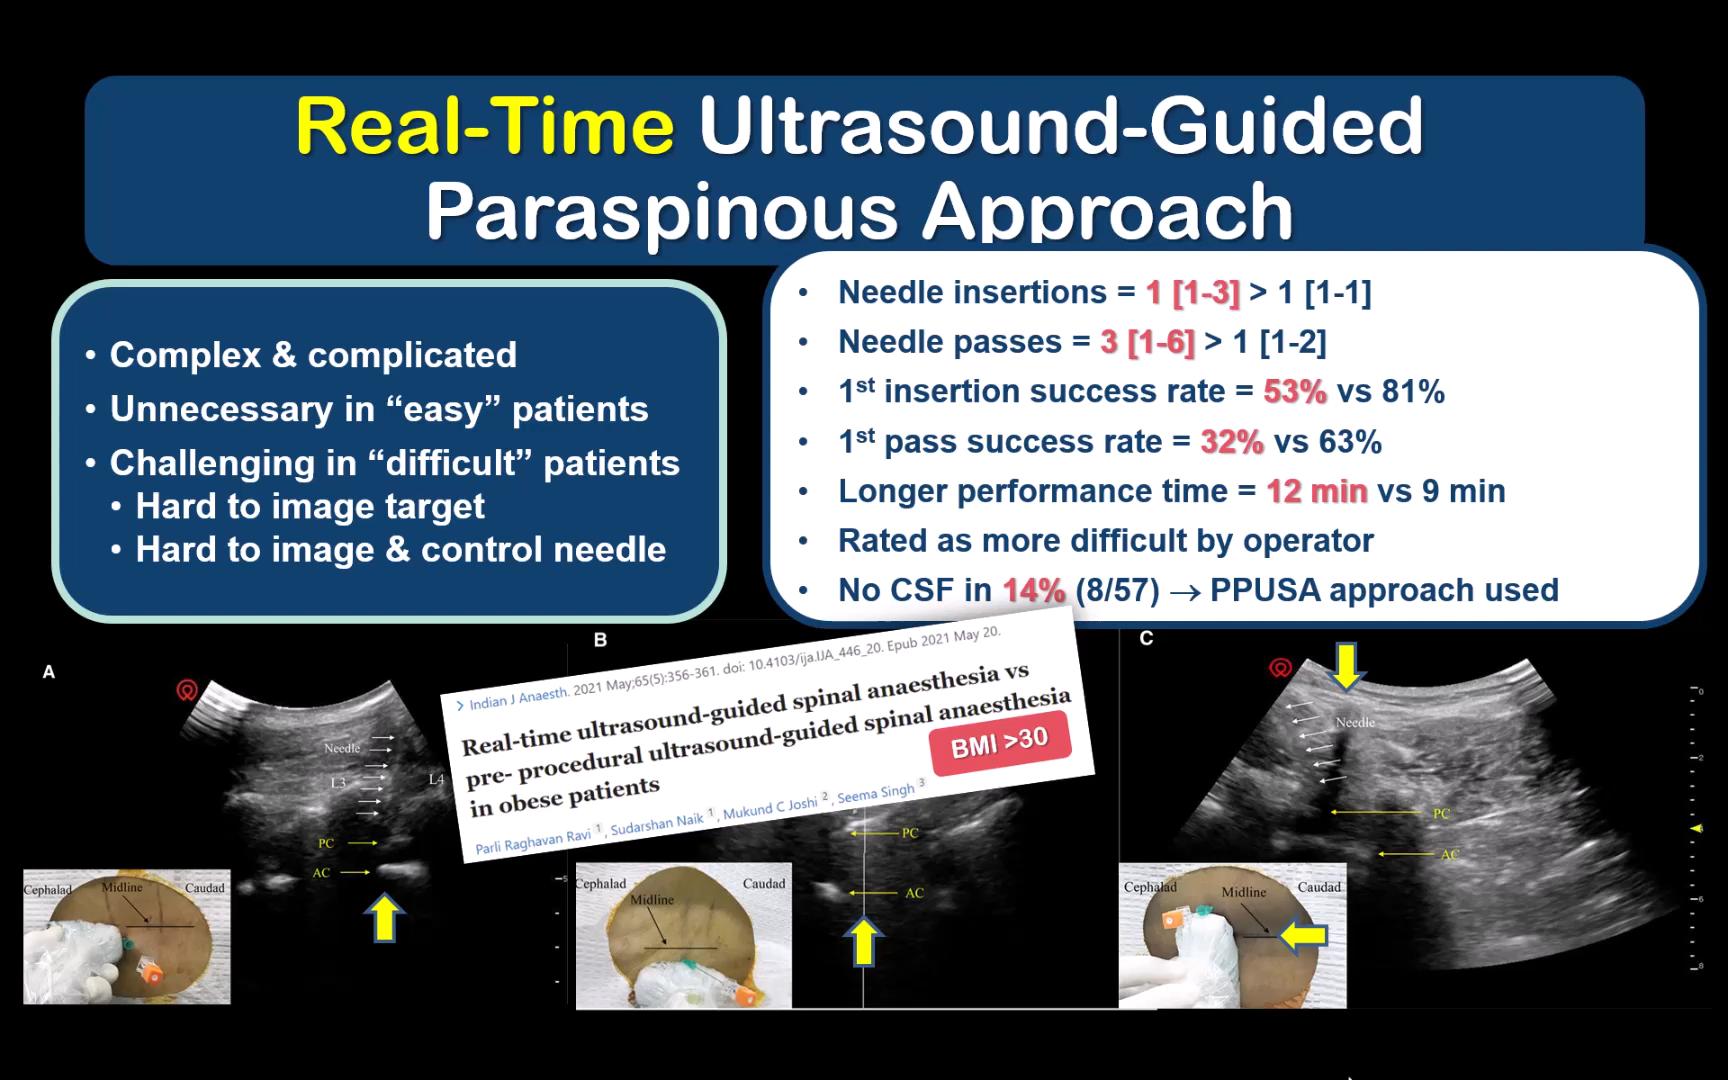 Real-Time Ultrasound-Guided
Paraspinous Approach
• Complex & complicated
• Unnecessary in “easy” patients
• Challenging in “difficult” patients
• Hard to image target
• Hard to image & control needle
• Needle insertions = 1 [1-3] > 1 [1-1]
• Needle passes = 3 [1-6] > 1 [1-2]
• 1st insertion success rate = 53% vs 81%
• 1st pass success rate = 32% vs 63%
• Longer performance time = 12 min vs 9 min
• Rated as more difficult by operator
• No CSF in 14% (8/57) → PPUSA approach used
A
Needle
L3
L4
PC
AC
Cephalad
Midline
Caudad
> Indian J Anaesth. 2021 May;65(5):356-361. doi: 10.4103/ija.IJA_446_20. Epub 2021 May 20.
Real-time ultrasound-guided spinal anaesthesia vs
pre- procedural ultrasound-guided spinal anaesthesia
in obese patients
BMI >30
Parli Raghavan Ravi 1, Sudarshan Naik 1, Mukund C Joshi 2, Seema Singh 3
B
PC
AC
5
Cephalad
Midline
Caudad
C
Needle
PC
AC
0
2
6
8
Cephalad
Midline
Caudad